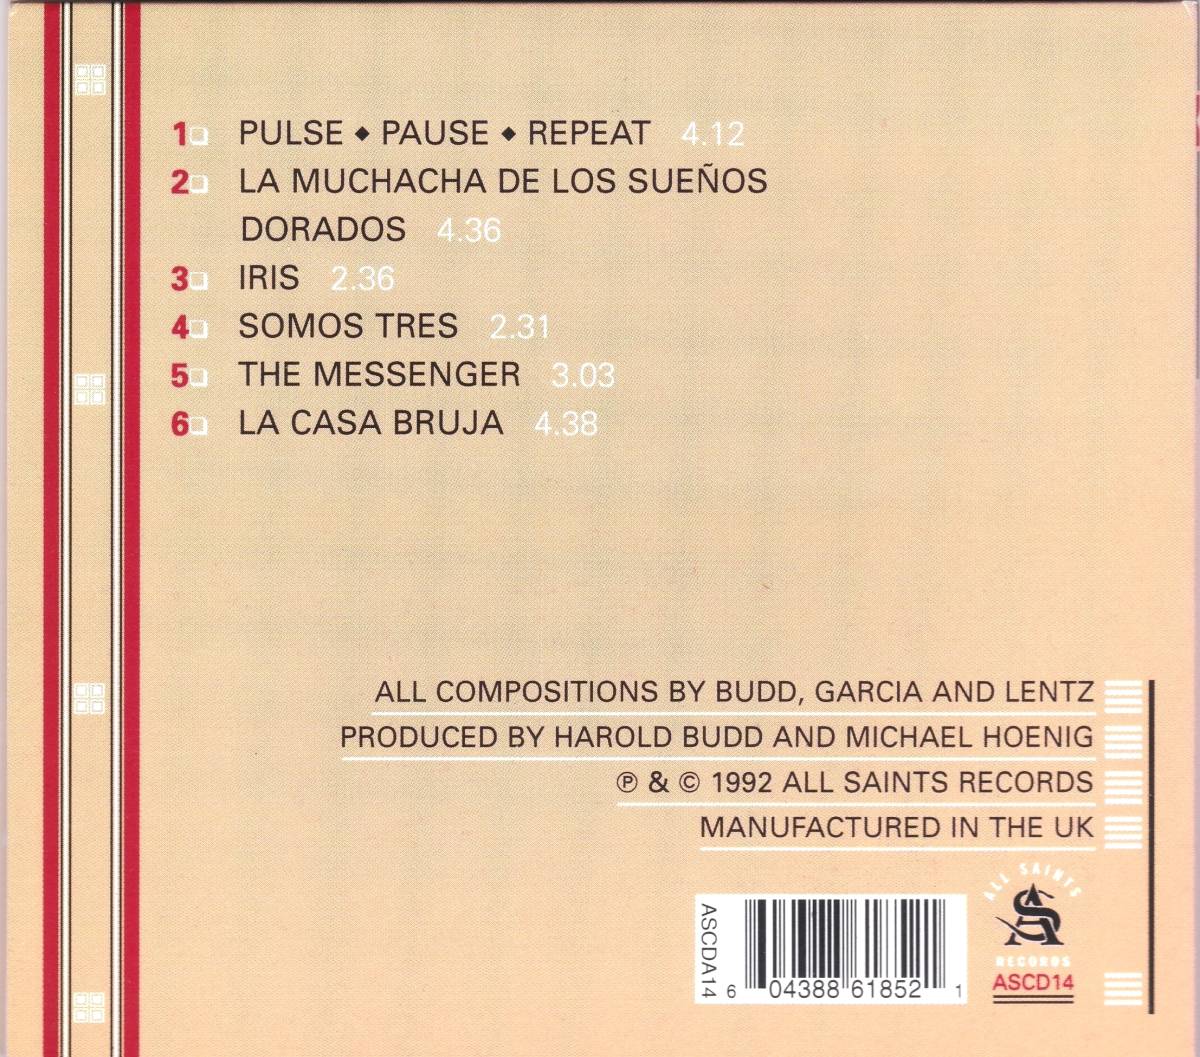 1❏ PULSE ◆ PAUSE ◆ REPEAT 4.12
2❏ LA MUCHACHA DE LOS SUEÑOS
DORADOS 4.36
3❏ IRIS 2.36
4❏ SOMOS TRES 2.31
5❏ THE MESSENGER 3.03
6❏ LA CASA BRUJA 4.38
ALL COMPOSITIONS BY BUDD, GARCIA AND LENTZ
PRODUCED BY HAROLD BUDD AND MICHAEL HOENIG
℗ & © 1992 ALL SAINTS RECORDS
MANUFACTURED IN THE UK
ASCDA14
6 04388 61852 1
ALL SAINTS
AS
RECORDS
ASCD14